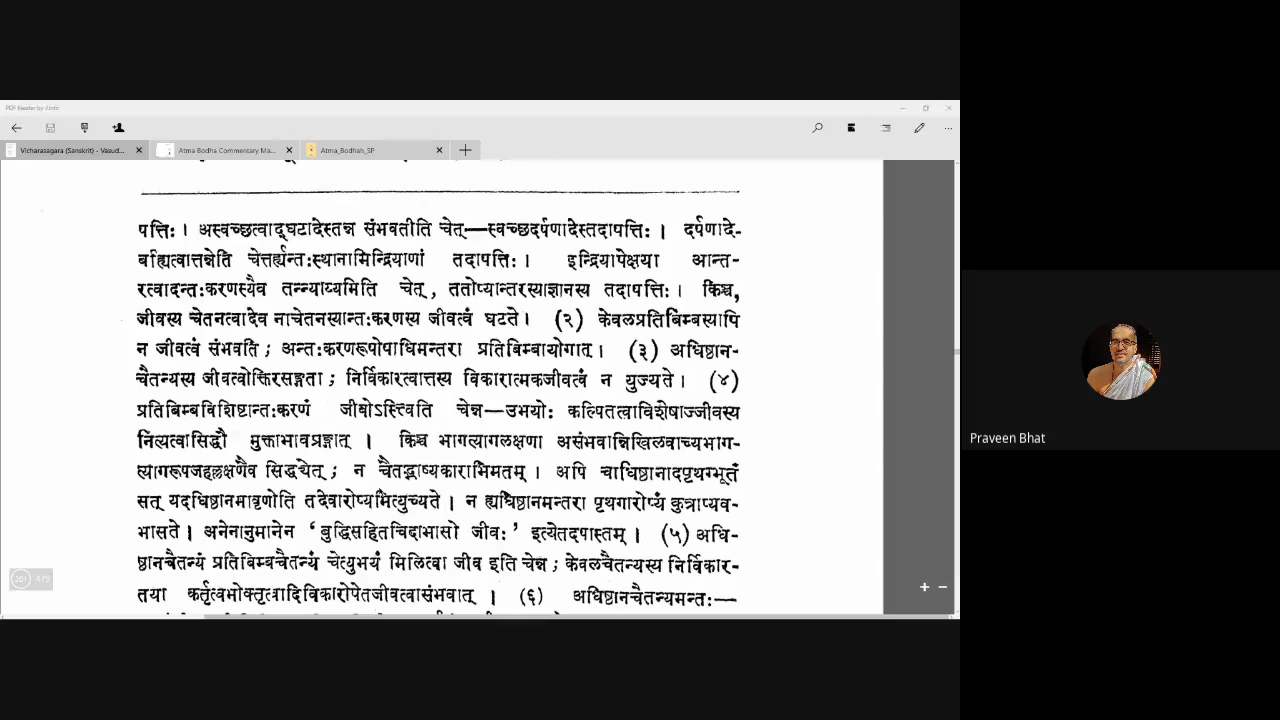 PDF Reader by Xodo
Vicharasagara (Sanskrit) - Vasud...
Atma Bodha Commentary Ma...
Atma_Bodhah_SP
पत्तिः । अस्वच्छत्वाद्घटादेस्तन्न संभवतीति चेत्—स्वच्छदर्पणादेस्तदापत्तिः । दर्पणादे-
र्बाह्यत्वात्तन्नेति चेत्तर्ह्यन्तःस्थानामिन्द्रियाणां तदापत्तिः । इन्द्रियापेक्षया आन्त-
रत्वादन्तःकरणस्यैव तन्न्याय्यमिति चेत्, ततोप्यान्तरस्याज्ञानस्य तदापत्तिः । किञ्च,
जीवस्य चेतनत्वादेव नाचेतनस्यान्तःकरणस्य जीवत्वं घटते । (२) केवलप्रतिबिम्बस्यापि
न जीवत्वं संभवति; अन्तःकरणरूपोपाधिमन्तरा प्रतिबिम्बायोगात् । (३) अधिष्ठान-
चैतन्यस्य जीवत्वोक्तिरसङ्गता; निर्विकारत्वात्तस्य विकारात्मकजीवत्वं न युज्यते । (४)
प्रतिबिम्बविशिष्टान्तःकरणं जीवोऽस्त्विति चेन्न—उभयोः कल्पितत्वाविशेषाज्जीवस्य
नित्यत्वासिद्धौ मुक्ताभावप्रङ्गात् । किञ्च भागत्यागलक्षणा असंभवान्निखिलवाच्यभाग-
त्यागरूपजहल्लक्षणैव सिद्ध्येत्; न चैतद्भाष्यकाराभिमतम् । अपि चाधिष्ठानादपृथग्भूतं
सत् यदधिष्ठानमावृणोति तदेवारोप्यमित्युच्यते । न ह्यधिष्ठानमन्तरा पृथगारोप्यं कुत्राप्यव-
भासते । अनेनानुमानेन ‘बुद्धिसहितचिदाभासो जीवः’ इत्येतदपास्तम् । (५) अधि-
ष्ठानचैतन्यं प्रतिबिम्बचैतन्यं चेत्युभयं मिलित्वा जीव इति चेन्न; केवलचैतन्यस्य निर्विकार-
तया कर्तृत्वभोक्तृत्वादिविकारोपेतजीवत्वासंभवात् । (६) अधिष्ठानचैतन्यमन्तः—
201
Praveen Bhat